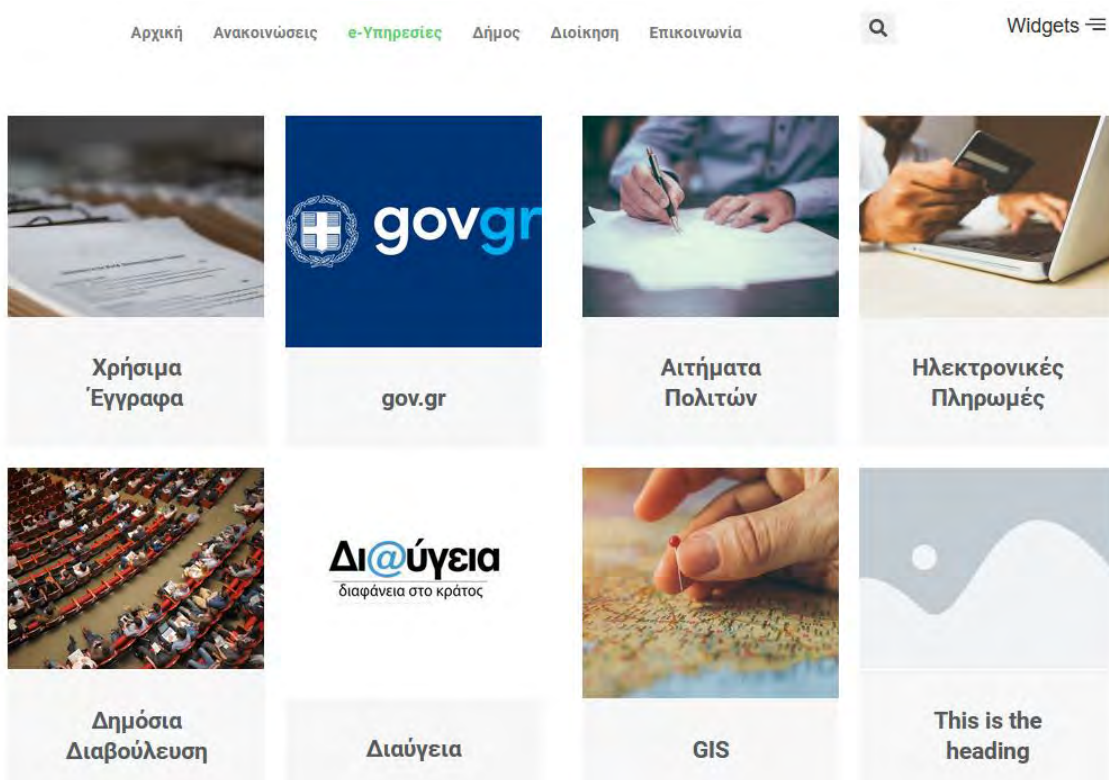 Αρχική Ανακοινώσεις e-Υπηρεσίες Δήμος Διοίκηση Επικοινωνία
Widgets
govgr
Χρήσιμα
Έγγραφα
gov.gr
Αιτήματα
Πολιτών
Ηλεκτρονικές
Πληρωμές
Δι@ύγεια
διαφάνεια στο κράτος
Δημόσια
Διαβούλευση
Διαύγεια
GIS
This is the
heading